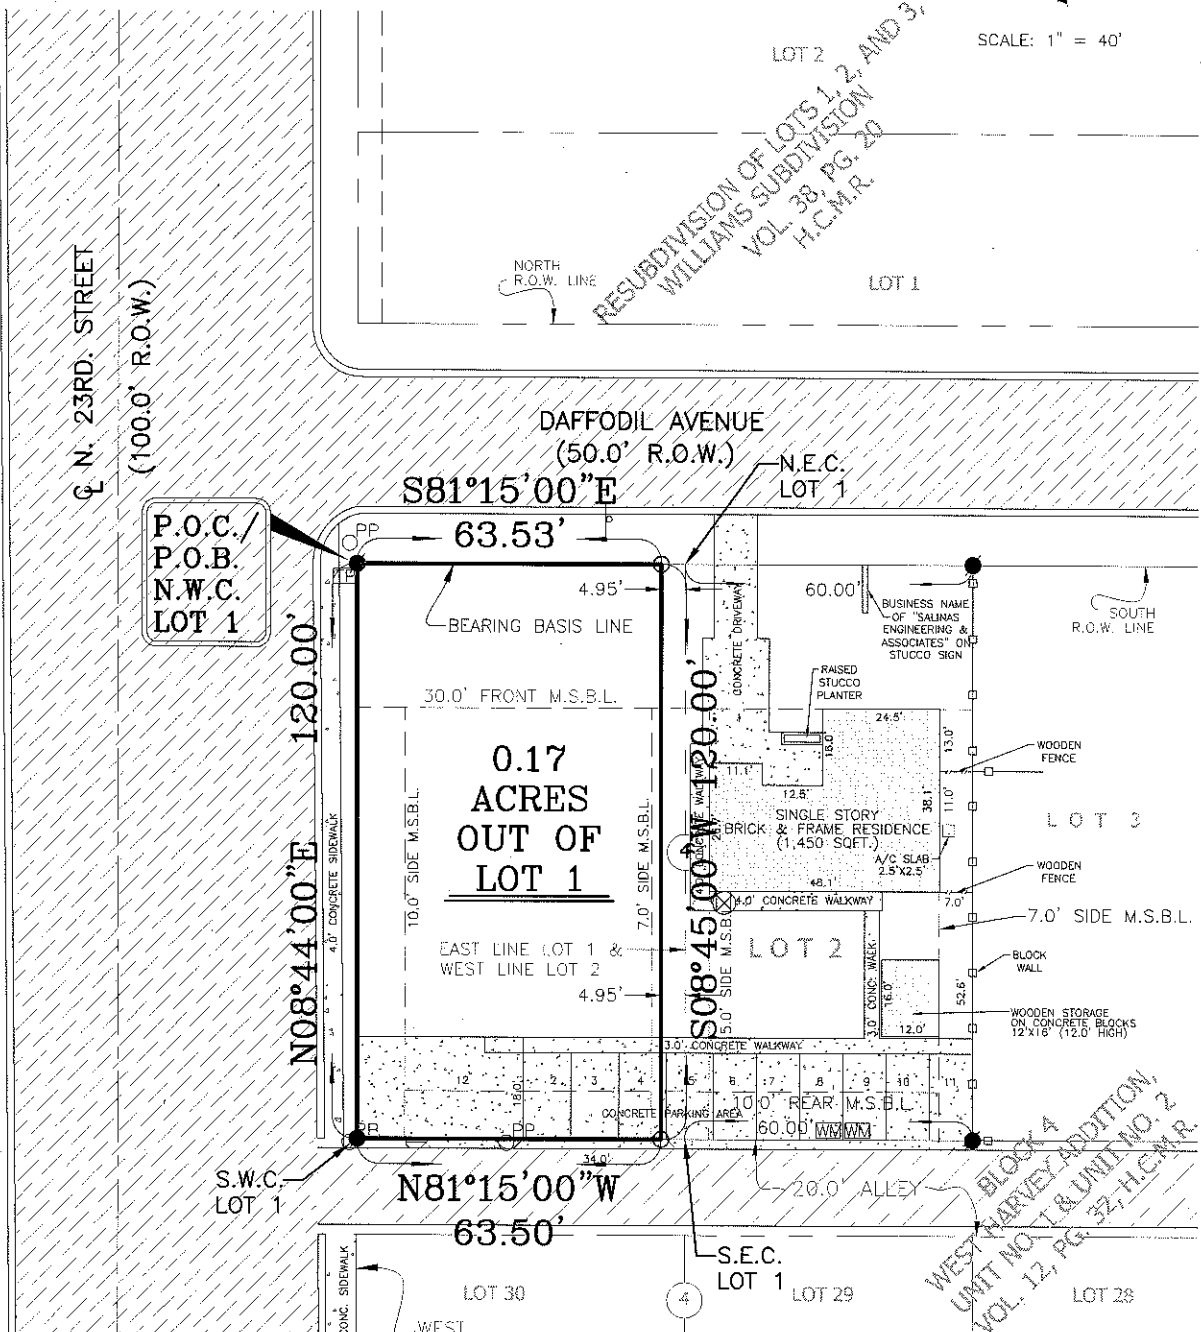 SCALE: 1" = 40'
LOT 2
RESUBDIVISION OF LOTS 1, 2, AND 3,
WILLIAMS SUBDIVISION
VOL. 38, PG. 20
H.C.M.R.
NORTH
R.O.W. LINE
LOT 1
℄ N. 23RD. STREET
(100.0' R.O.W.)
DAFFODIL AVENUE
(50.0' R.O.W.)
N.E.C.
LOT 1
S81°15'00"E
63.53'
P.O.C./
P.O.B.
N.W.C.
LOT 1
PP
4.95'
60.00'
BEARING BASIS LINE
CONCRETE DRIVEWAY
BUSINESS NAME
OF "SALINAS
ENGINEERING &
ASSOCIATES" ON
STUCCO SIGN
SOUTH
R.O.W. LINE
RAISED
STUCCO
PLANTER
30.0' FRONT M.S.B.L.
N08°44'00"E 120.00'
S08°45'00"W 120.00'
24.5'
18.0'
13.0'
WOODEN
FENCE
11.1'
12.5'
38.1'
11.0'
0.17
ACRES
OUT OF
LOT 1
10.0' SIDE M.S.B.L.
7.0' SIDE M.S.B.L.
4.0' CONCRETE SIDEWALK
SINGLE STORY
BRICK & FRAME RESIDENCE
(1,450 SQFT.)
A/C SLAB
2.5'X2.5'
LOT 3
WOODEN
FENCE
48.1'
4.0' CONCRETE WALKWAY
7.0'
7.0' SIDE M.S.B.L.
EAST LINE LOT 1 &
WEST LINE LOT 2
5.0' SIDE M.S.B.L.
LOT 2
3.0' CONC. WALK
BLOCK
WALL
4.95'
16.0'
12.0'
52.6'
WOODEN STORAGE
ON CONCRETE BLOCKS
12'X16' (12.0' HIGH)
3.0' CONCRETE WALKWAY
12
18.0'
2
3
4
5
6
7
8
9
10
11
CONCRETE PARKING AREA
10.0' REAR M.S.B.L.
60.00'
WM WM
PP
PP
34.0'
S.W.C.
LOT 1
N81°15'00"W
63.50'
20.0' ALLEY
BLOCK 4
WEST HARVEY ADDITION,
UNIT NO. 1 & UNIT NO. 2
VOL. 12, PG. 32, H.C.M.R.
S.E.C.
LOT 1
CONC. SIDEWALK
LOT 30
4
LOT 29
LOT 28
WEST